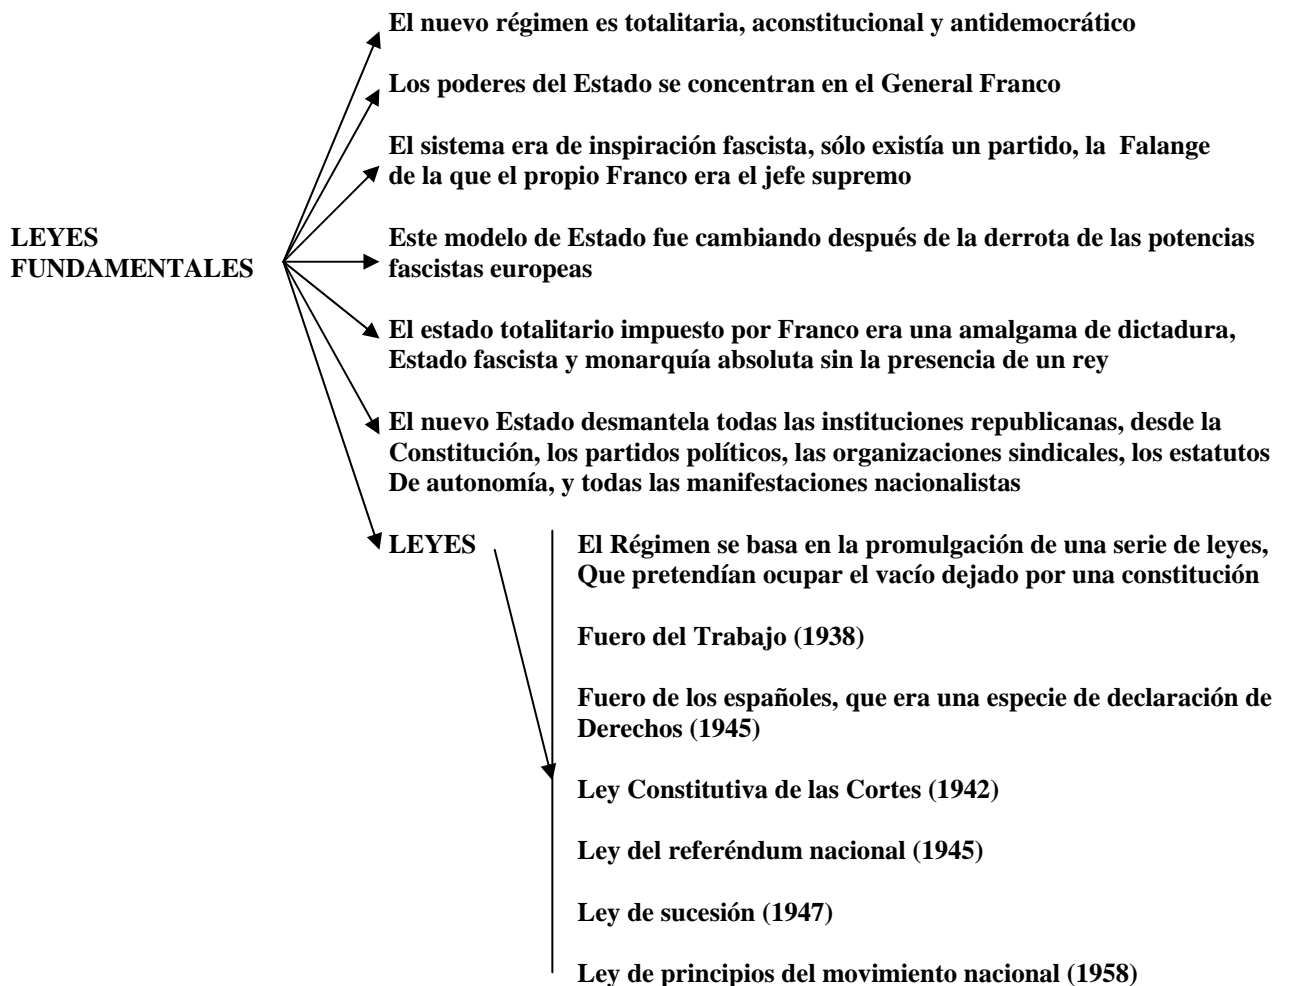 El nuevo régimen es totalitaria, aconstitucional y antidemocrático
Los poderes del Estado se concentran en el General Franco
El sistema era de inspiración fascista, sólo existía un partido, la Falange
de la que el propio Franco era el jefe supremo
LEYES
FUNDAMENTALES
Este modelo de Estado fue cambiando después de la derrota de las potencias
fascistas europeas
El estado totalitario impuesto por Franco era una amalgama de dictadura,
Estado fascista y monarquía absoluta sin la presencia de un rey
El nuevo Estado desmantela todas las instituciones republicanas, desde la
Constitución, los partidos políticos, las organizaciones sindicales, los estatutos
De autonomía, y todas las manifestaciones nacionalistas
LEYES
El Régimen se basa en la promulgación de una serie de leyes,
Que pretendían ocupar el vacío dejado por una constitución
Fuero del Trabajo (1938)
Fuero de los españoles, que era una especie de declaración de
Derechos (1945)
Ley Constitutiva de las Cortes (1942)
Ley del referéndum nacional (1945)
Ley de sucesión (1947)
Ley de principios del movimiento nacional (1958)